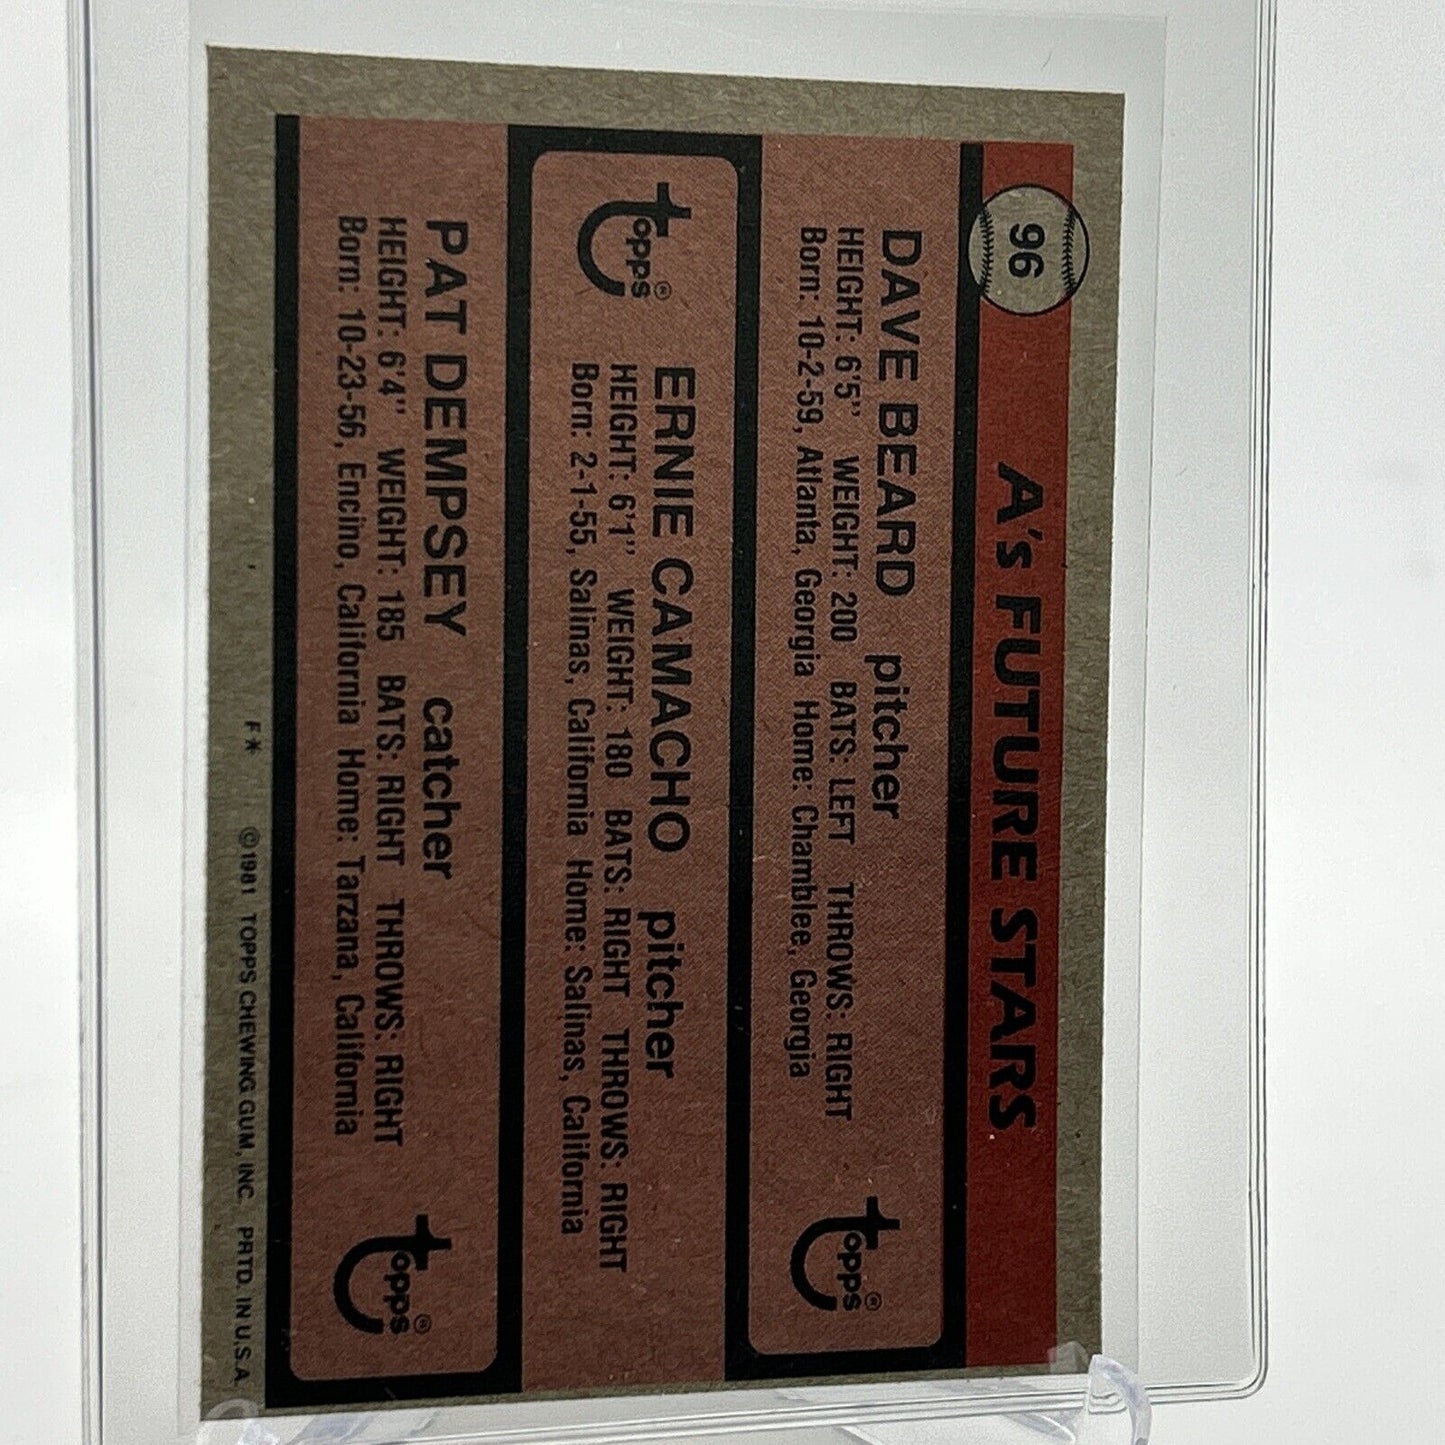 96
A's FUTURE STARS
DAVE BEARD pitcher
HEIGHT: 6'5" WEIGHT: 200 BATS: LEFT THROWS: RIGHT
Born: 10-2-59, Atlanta, Georgia Home: Chamblee, Georgia
topps®
topps®
ERNIE CAMACHO pitcher
HEIGHT: 6'1" WEIGHT: 180 BATS: RIGHT THROWS: RIGHT
Born: 2-1-55, Salinas, California Home: Salinas, California
PAT DEMPSEY catcher
HEIGHT: 6'4" WEIGHT: 185 BATS: RIGHT THROWS: RIGHT
Born: 10-23-56, Encino, California Home: Tarzana, California
topps®
F* ©1981 TOPPS CHEWING GUM, INC. PRTD. IN U.S.A.